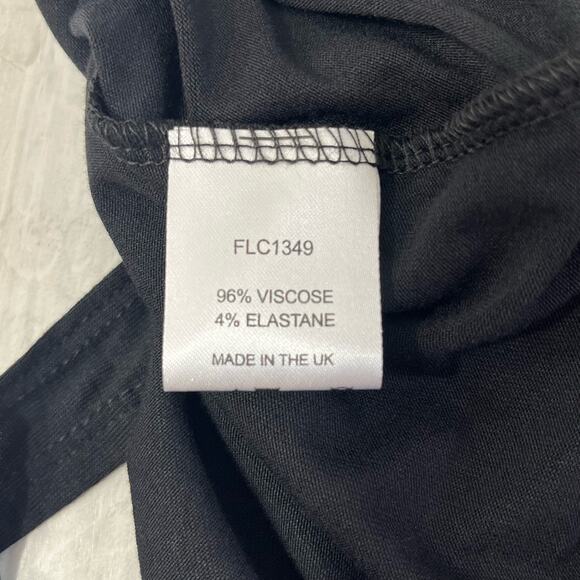 FLC1349
96% VISCOSE
4% ELASTANE
MADE IN THE UK